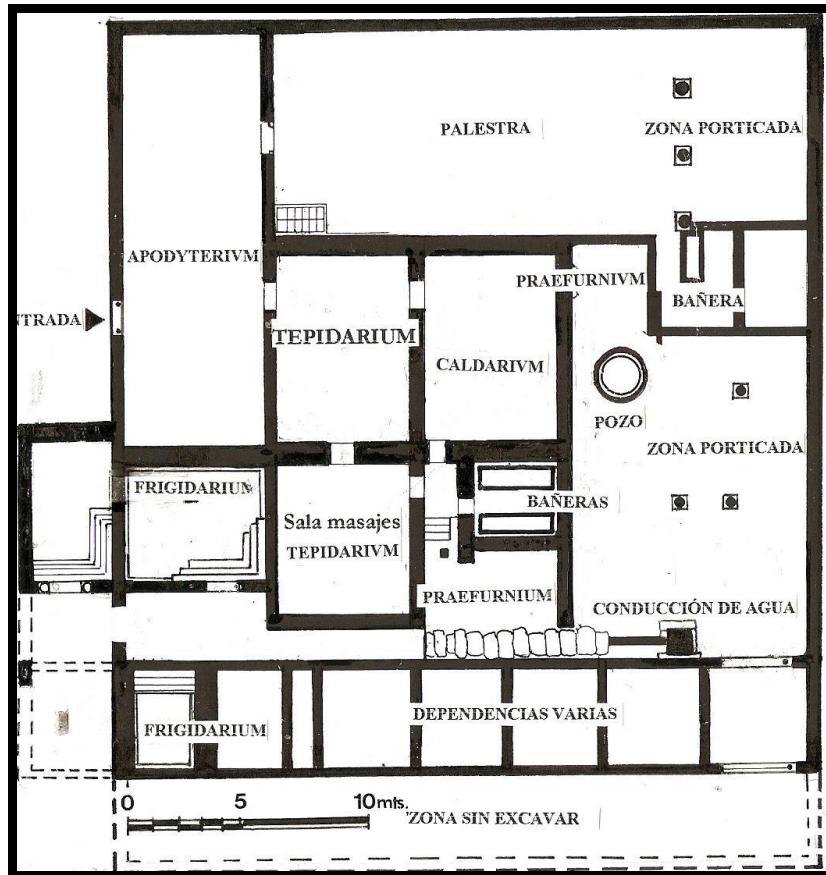 PALESTRA
ZONA PORTICADA
APODYTERIVM
PRAEFURNIVM
BAÑERA
NTRADA
TEPIDARIUM
CALDARIVM
POZO
ZONA PORTICADA
FRIGIDARIUM
BAÑERAS
Sala masajes
TEPIDARIVM
PRAEFURNIUM
CONDUCCIÓN DE AGUA
FRIGIDARIUM
DEPENDENCIAS VARIAS
0 5 10mts.
ZONA SIN EXCAVAR